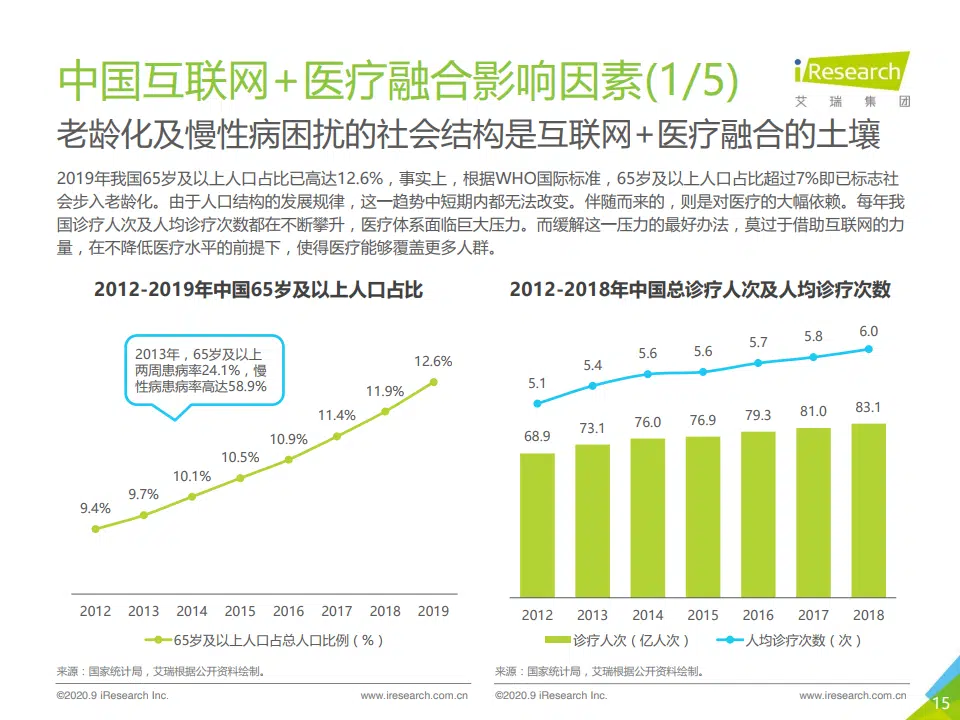 中国互联网+医疗融合影响因素(1/5)
iResearch
艾 瑞 集 团
老龄化及慢性病困扰的社会结构是互联网+医疗融合的土壤
2019年我国65岁及以上人口占比已高达12.6%，事实上，根据WHO国际标准，65岁及以上人口占比超过7%即已标志社
会步入老龄化。由于人口结构的发展规律，这一趋势中短期内都无法改变。伴随而来的，则是对医疗的大幅依赖。每年我
国诊疗人次及人均诊疗次数都在不断攀升，医疗体系面临巨大压力。而缓解这一压力的最好办法，莫过于借助互联网的力
量，在不降低医疗水平的前提下，使得医疗能够覆盖更多人群。
2012-2019年中国65岁及以上人口占比
2013年，65岁及以上
两周患病率24.1%，慢
性病患病率高达58.9%
9.4%
9.7%
10.1%
10.5%
10.9%
11.4%
11.9%
12.6%
2012 2013 2014 2015 2016 2017 2018 2019
65岁及以上人口占总人口比例（%）
来源：国家统计局，艾瑞根据公开资料绘制。
©2020.9 iResearch Inc. www.iresearch.com.cn
2012-2018年中国总诊疗人次及人均诊疗次数
5.1 5.4 5.6 5.6 5.7 5.8 6.0
68.9 73.1 76.0 76.9 79.3 81.0 83.1
2012 2013 2014 2015 2016 2017 2018
诊疗人次（亿人次） 人均诊疗次数（次）
来源：国家统计局，艾瑞根据公开资料绘制。
©2020.9 iResearch Inc. www.iresearch.com.cn
15